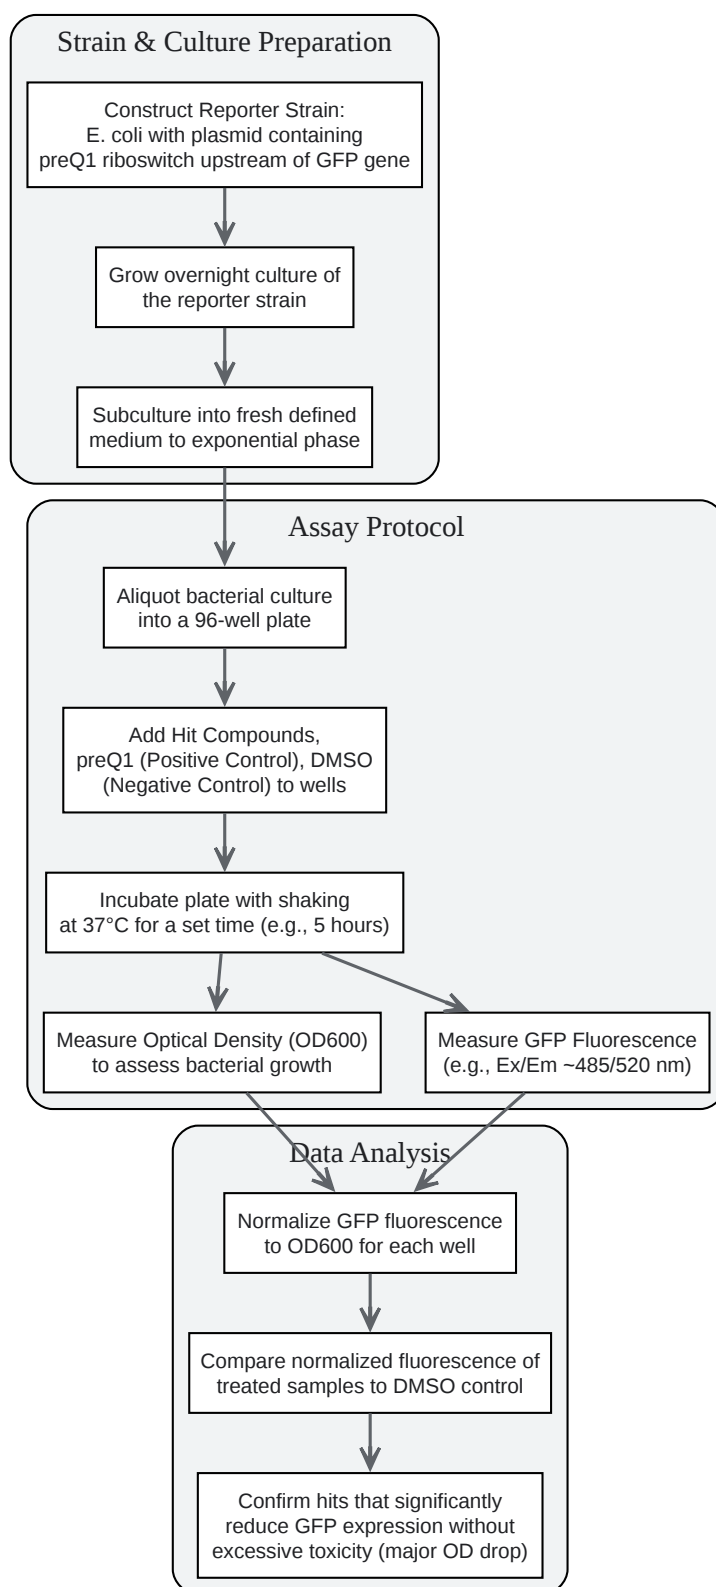 Strain & Culture Preparation
Construct Reporter Strain:
E. coli with plasmid containing
preQ1 riboswitch upstream of GFP gene
Grow overnight culture of
the reporter strain
Subculture into fresh defined
medium to exponential phase
Assay Protocol
Aliquot bacterial culture
into a 96-well plate
Add Hit Compounds,
preQ1 (Positive Control), DMSO
(Negative Control) to wells
Incubate plate with shaking
at 37°C for a set time (e.g., 5 hours)
Measure Optical Density (OD600)
to assess bacterial growth
Measure GFP Fluorescence
(e.g., Ex/Em ~485/520 nm)
Data Analysis
Normalize GFP fluorescence
to OD600 for each well
Compare normalized fluorescence of
treated samples to DMSO control
Confirm hits that significantly
reduce GFP expression without
excessive toxicity (major OD drop)